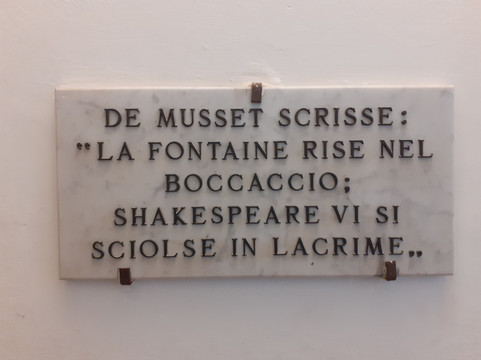 DE MUSSET SCRISSE:
"LA FONTAINE RISE NEL
BOCCACCIO;
SHAKESPEARE VI SI
SCIOLSE IN LACRIME„